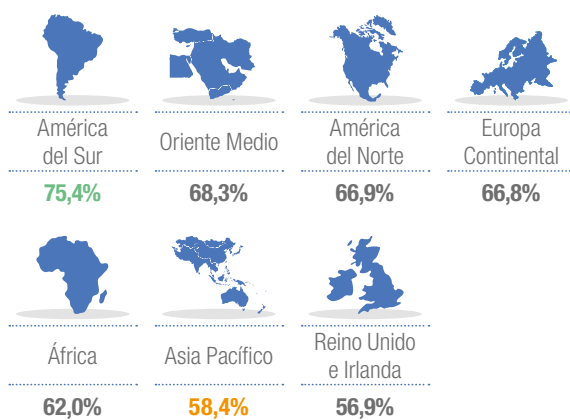 América
del Sur
75,4%
Oriente Medio
68,3%
América
del Norte
66,9%
Europa
Continental
66,8%
África
62,0%
Asia Pacífico
58,4%
Reino Unido
e Irlanda
56,9%